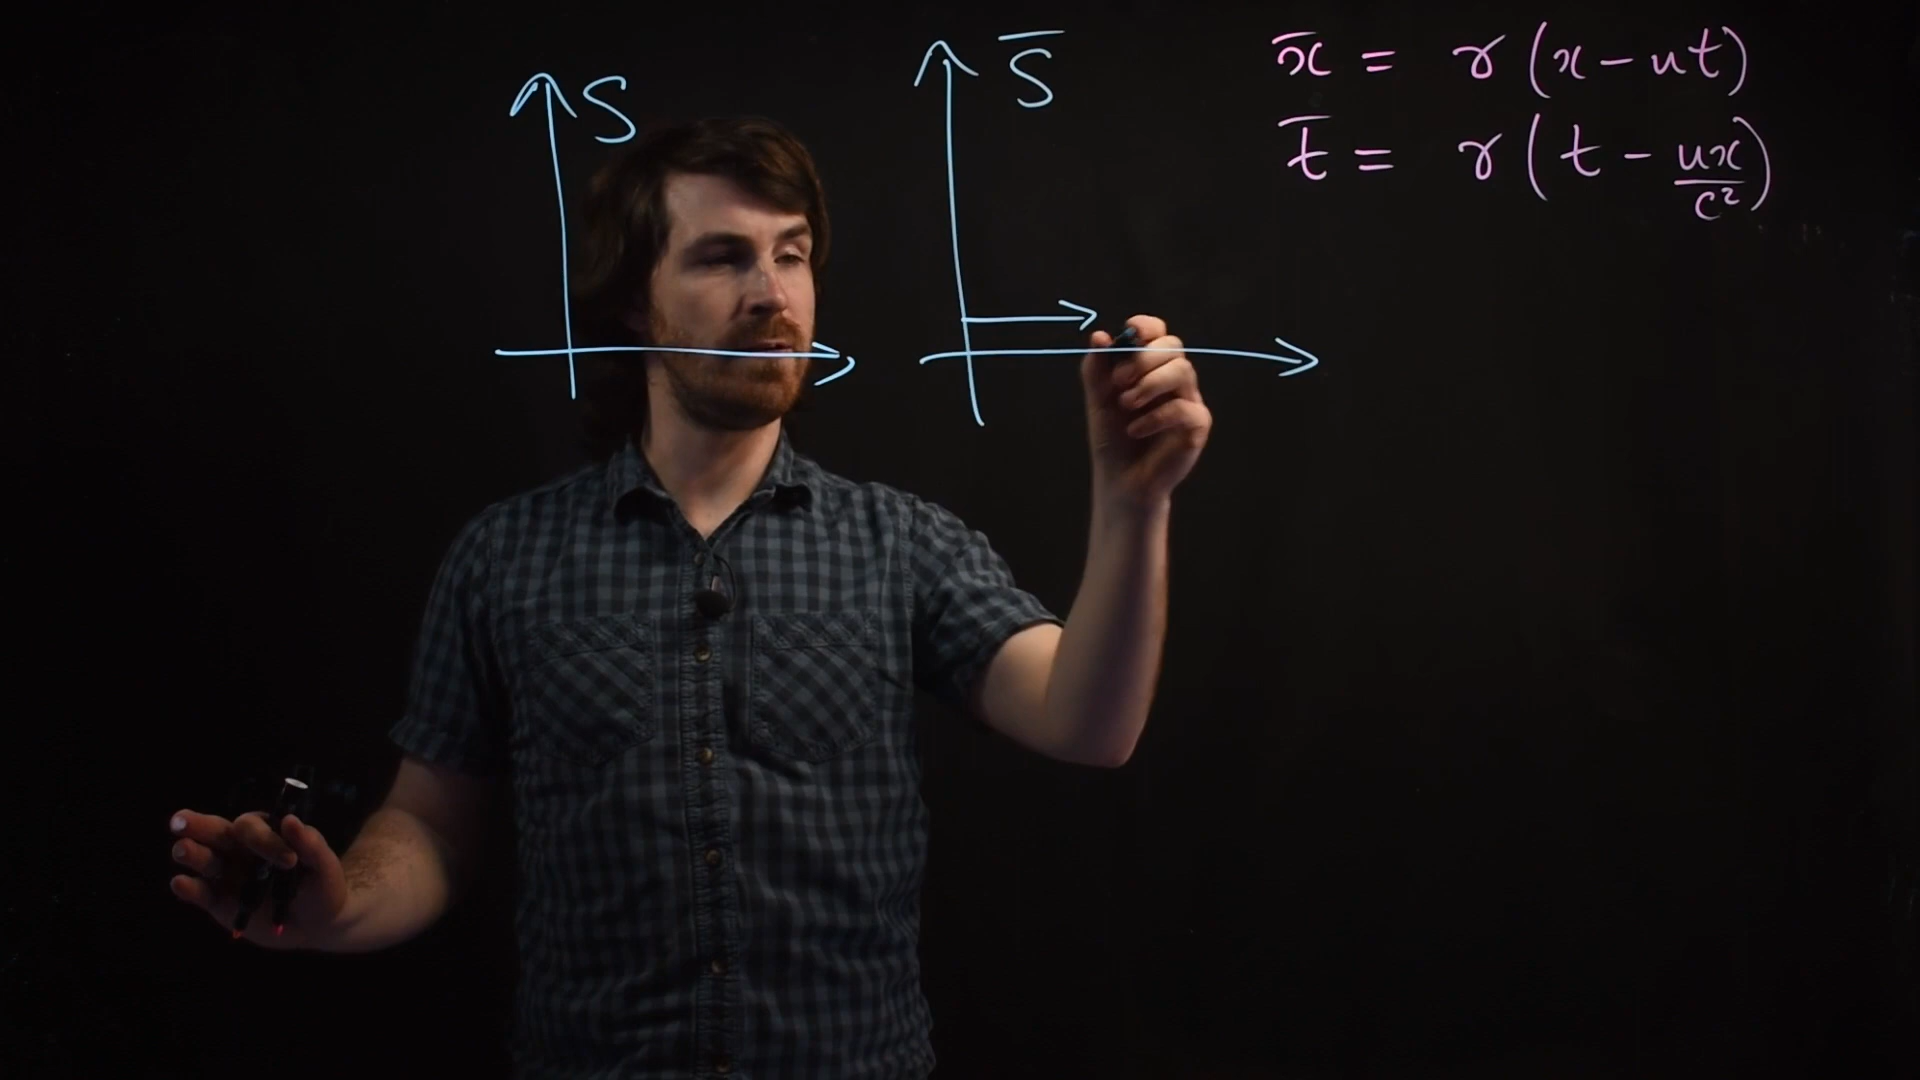 S
S̅
x̅ = γ (x − ut)
t̅ = γ (t − ux/c²)